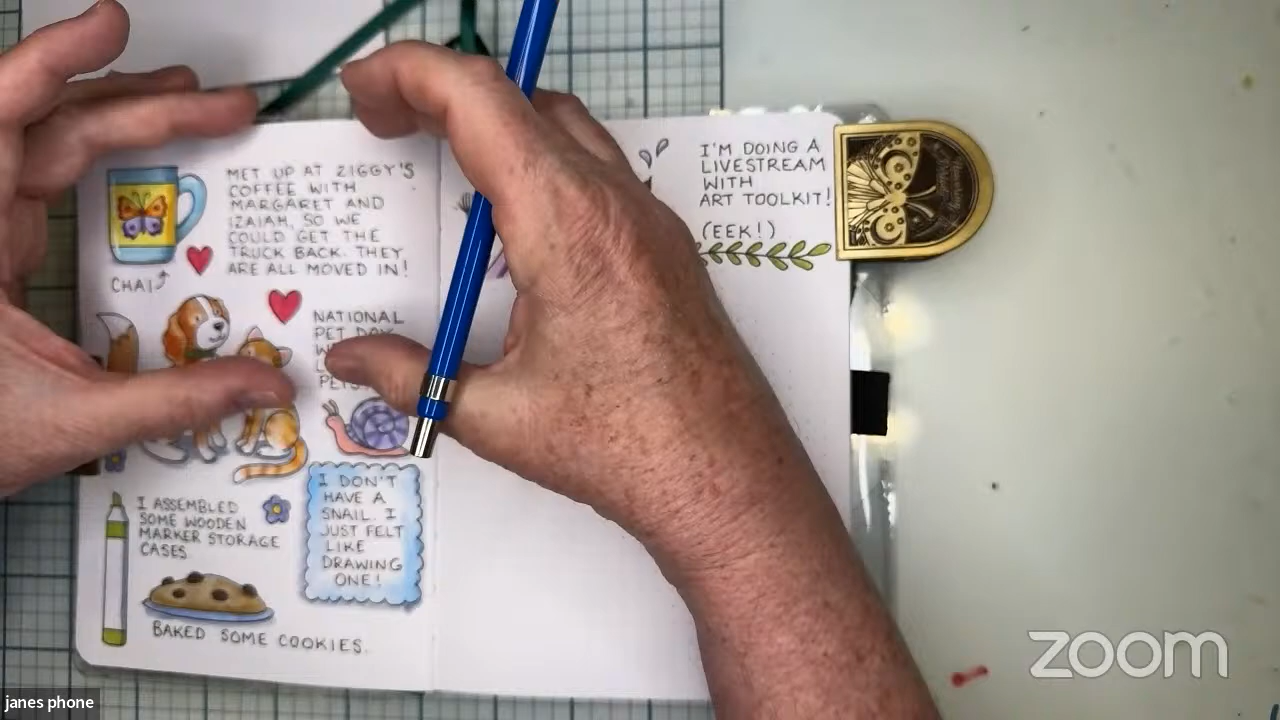 MET UP AT ZIGGY'S
COFFEE WITH
MARGARET AND
IZAIAH, SO WE
COULD GET THE
TRUCK BACK. THEY
ARE ALL MOVED IN!
CHAI
NATIONAL
PET DAY
I DON'T
HAVE A
SNAIL. I
JUST FELT
LIKE
DRAWING
ONE!
I ASSEMBLED
SOME WOODEN
MARKER STORAGE
CASES
BAKED SOME COOKIES.
I'M DOING A
LIVESTREAM
WITH
ART TOOLKIT!
(EEK!)
zoom
janes phone